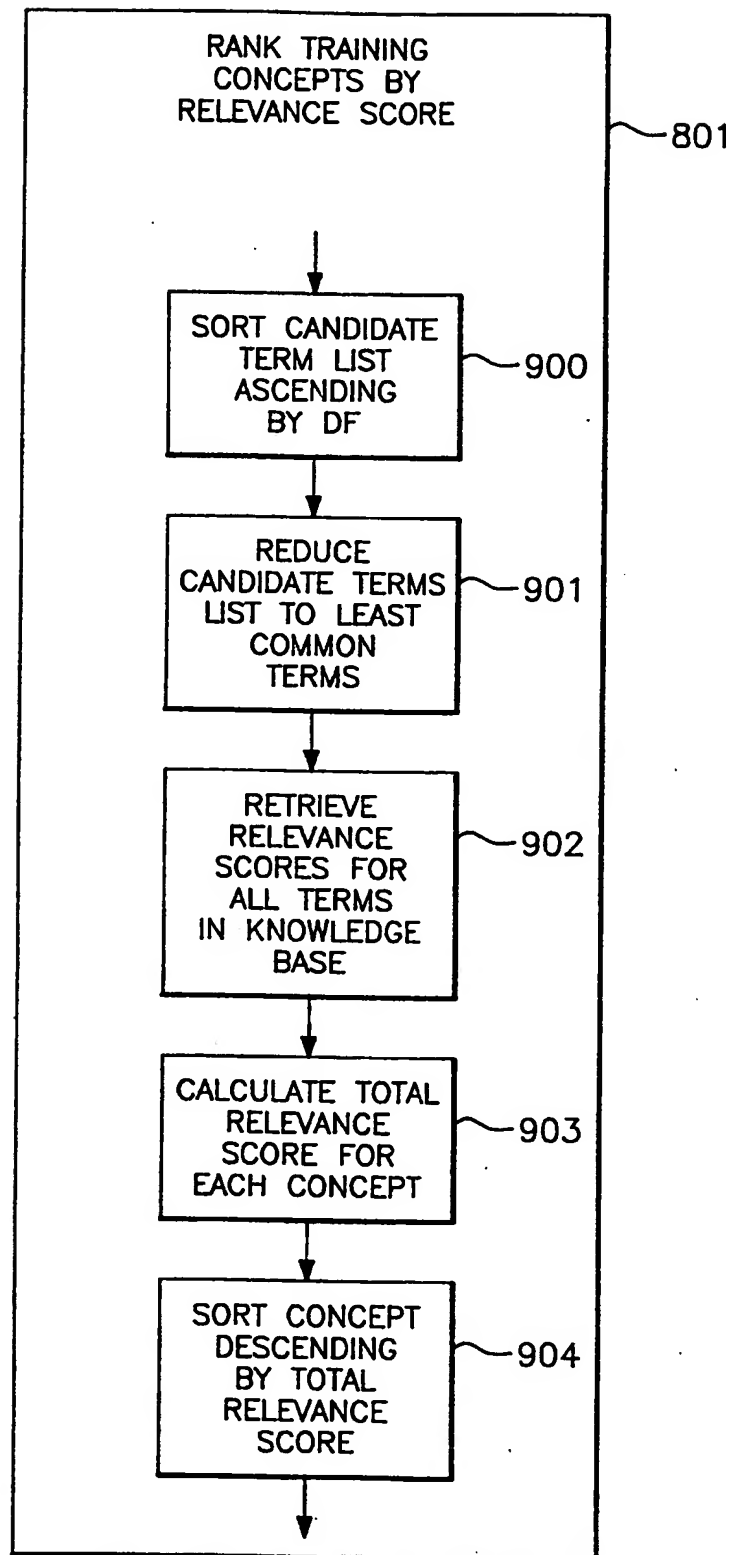 RANK TRAINING
CONCEPTS BY
RELEVANCE SCORE
801
SORT CANDIDATE
TERM LIST
ASCENDING
BY DF
900
REDUCE
CANDIDATE TERMS
LIST TO LEAST
COMMON
TERMS
901
RETRIEVE
RELEVANCE
SCORES FOR
ALL TERMS
IN KNOWLEDGE
BASE
902
CALCULATE TOTAL
RELEVANCE
SCORE FOR
EACH CONCEPT
903
SORT CONCEPT
DESCENDING
BY TOTAL
RELEVANCE
SCORE
904